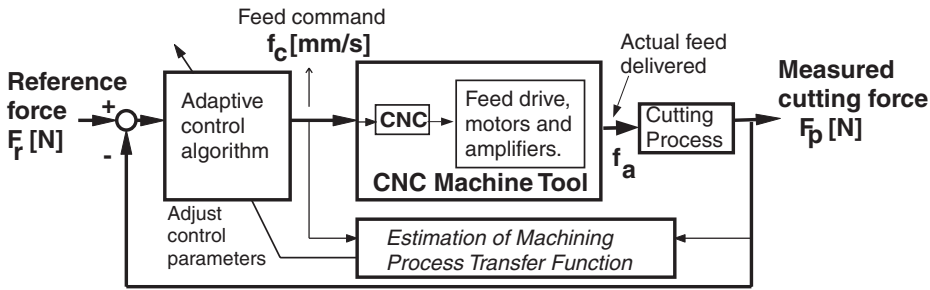 Feed command
f_c [mm/s]
Reference
force
F_r [N]
+
-
Adaptive
control
algorithm
Adjust
control
parameters
CNC
Feed drive,
motors and
amplifiers.
CNC Machine Tool
Actual feed
delivered
f_a
Cutting
Process
Measured
cutting force
F_p [N]
Estimation of Machining
Process Transfer Function